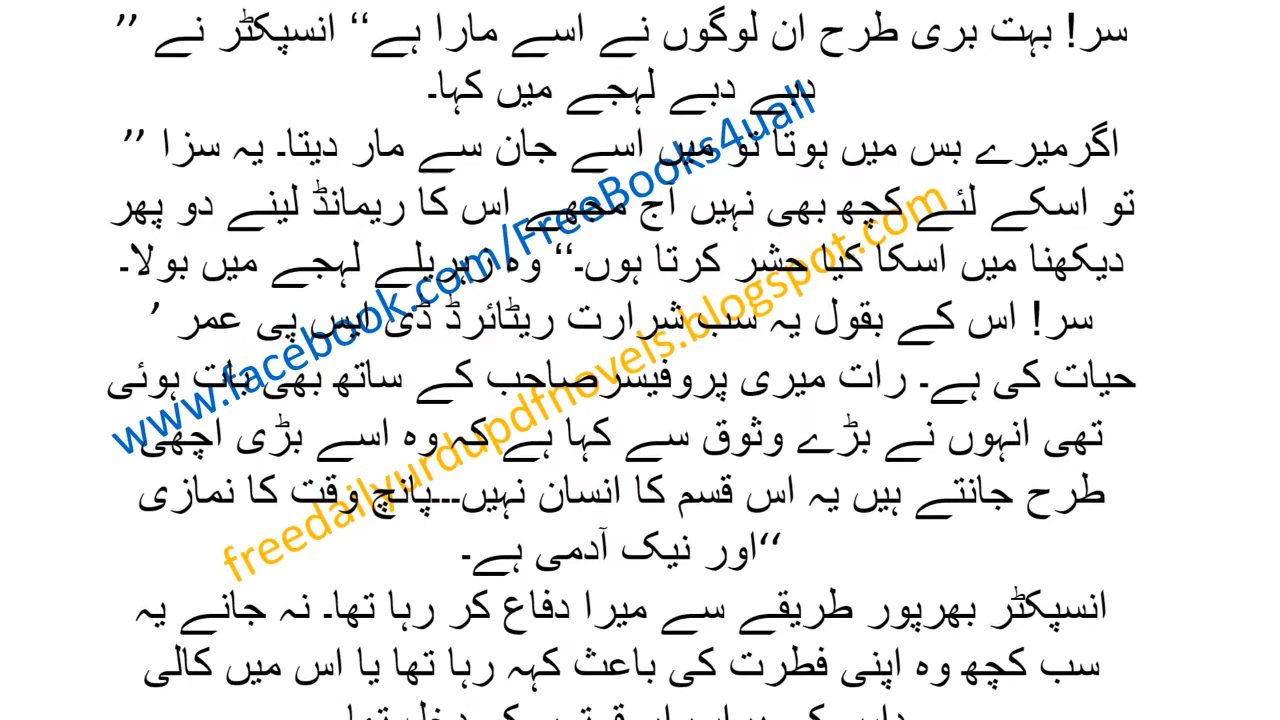 ’’سر! بہت بری طرح ان لوگوں نے اسے مارا ہے‘‘ انسپکٹر نے
دبے دبے لہجے میں کہا۔
’’اگرمیرے بس میں ہوتا تو میں اسے جان سے مار دیتا۔ یہ سزا
تو اسکے لئے کچھ بھی نہیں آج مجھے اس کا ریمانڈ لینے دو پھر
دیکھنا میں اسکا کیا حشر کرتا ہوں۔‘‘ وہ زہریلے لہجے میں بولا۔
’سر! اس کے بقول یہ سب شرارت ریٹائرڈ ڈی ایس پی عمر
حیات کی ہے۔ رات میری پروفیسرصاحب کے ساتھ بھی بات ہوئی
تھی انہوں نے بڑے وثوق سے کہا ہے کہ وہ اسے بڑی اچھی
طرح جانتے ہیں یہ اس قسم کا انسان نہیں۔۔۔پانچ وقت کا نمازی
اور نیک آدمی ہے۔‘‘
انسپکٹر بھرپور طریقے سے میرا دفاع کر رہا تھا۔ نہ جانے یہ
سب کچھ وہ اپنی فطرت کی باعث کہہ رہا تھا یا اس میں کالی
www.facebook.com/FreeBooks4uall
freedailyurdupdfnovels.blogspot.com